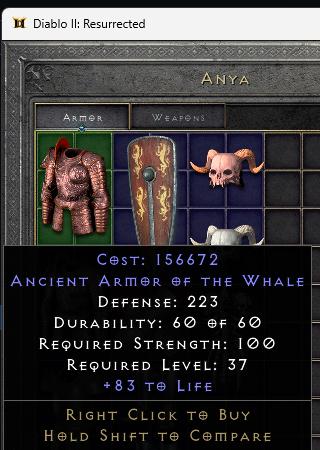 Diablo II: Resurrected
Anya
Armor
Weapons
Cost: 156672
Ancient Armor of the Whale
Defense: 223
Durability: 60 of 60
Required Strength: 100
Required Level: 37
+83 to Life
Right Click to Buy
Hold Shift to Compare